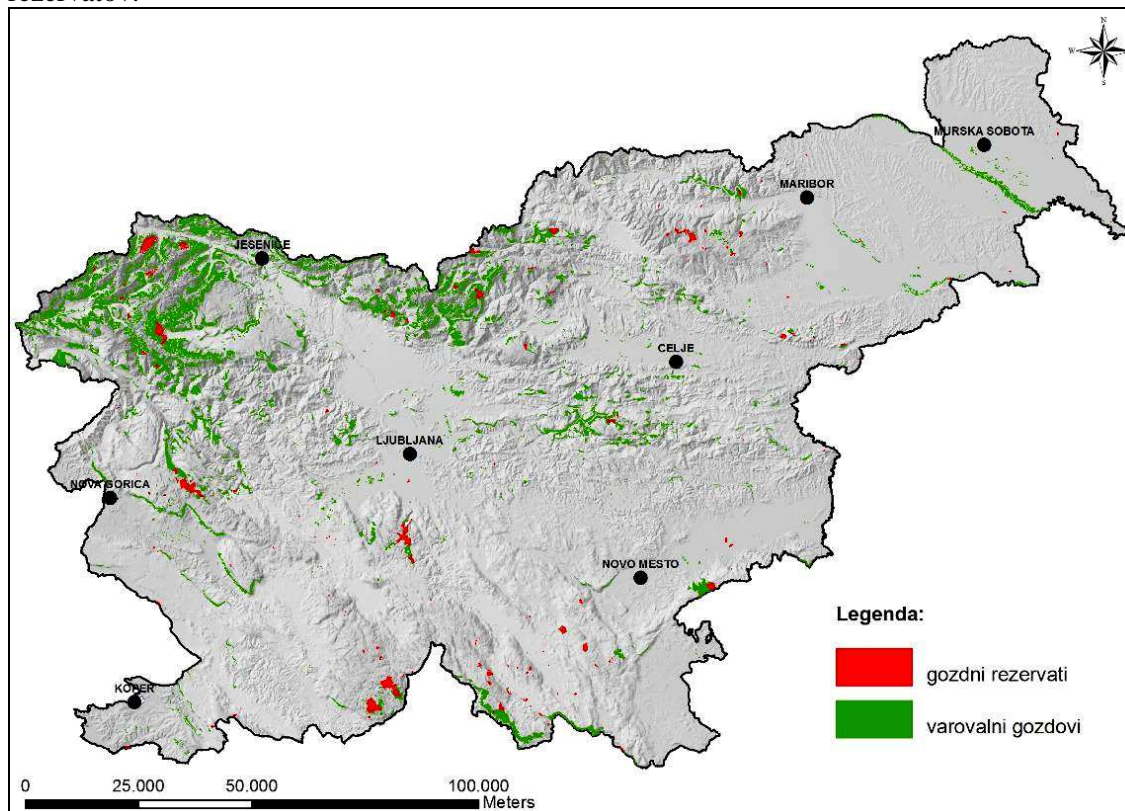 rezervatov.
N
W E
S
MURSKA SOBOTA
MARIBOR
JESENICE
CELJE
LJUBLJANA
NOVA GORICA
NOVO MESTO
KOPER
Legenda:
gozdni rezervati
varovalni gozdovi
0 25.000 50.000 100.000
Meters